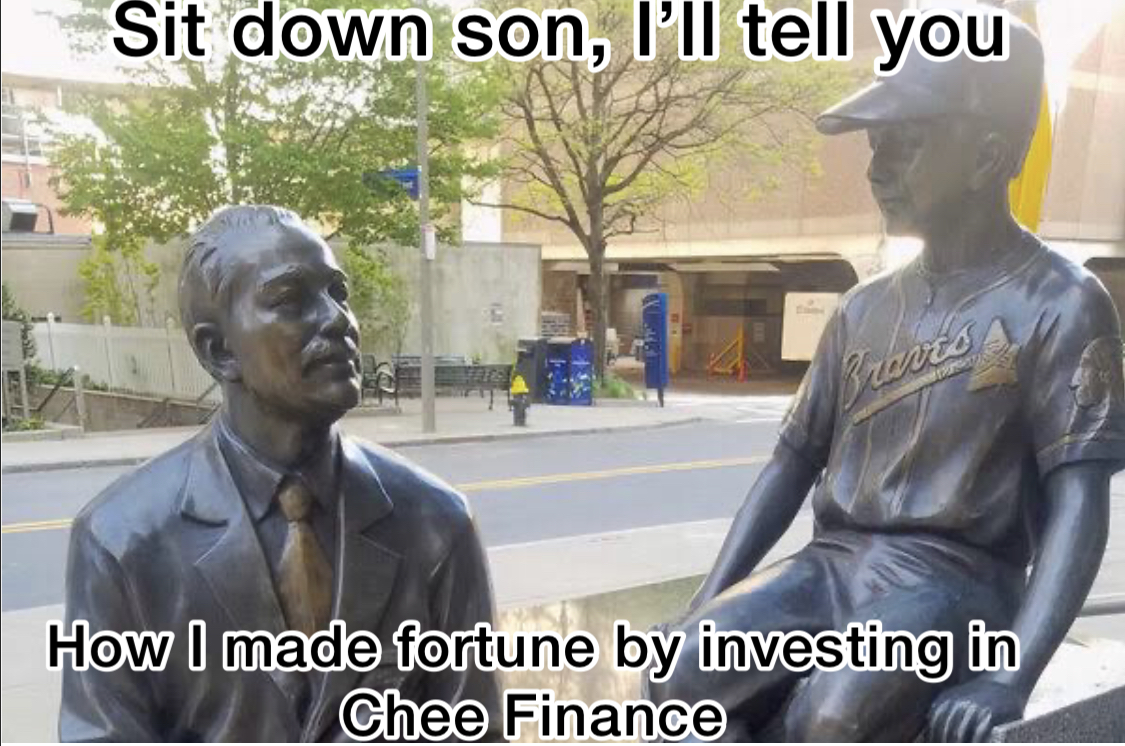 Sit down son, I'll tell you
Braves
How I made fortune by investing in
Chee Finance